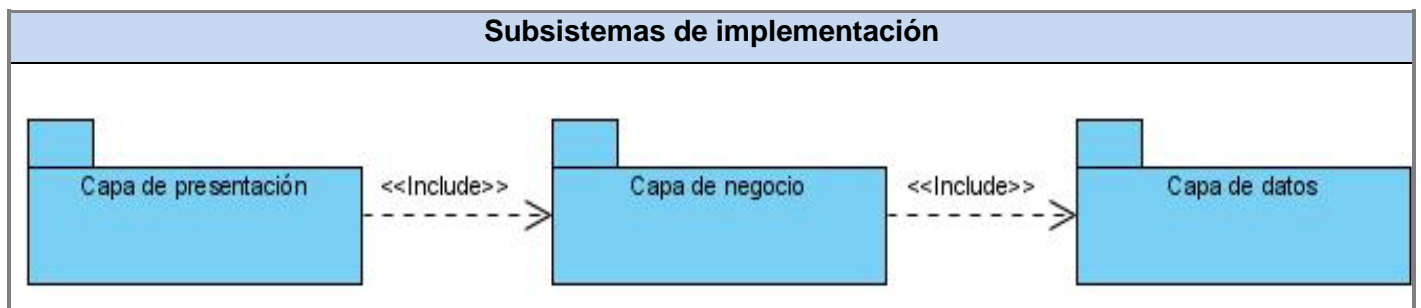 Subsistemas de implementación
Capa de presentación
<<Include>>
Capa de negocio
<<Include>>
Capa de datos